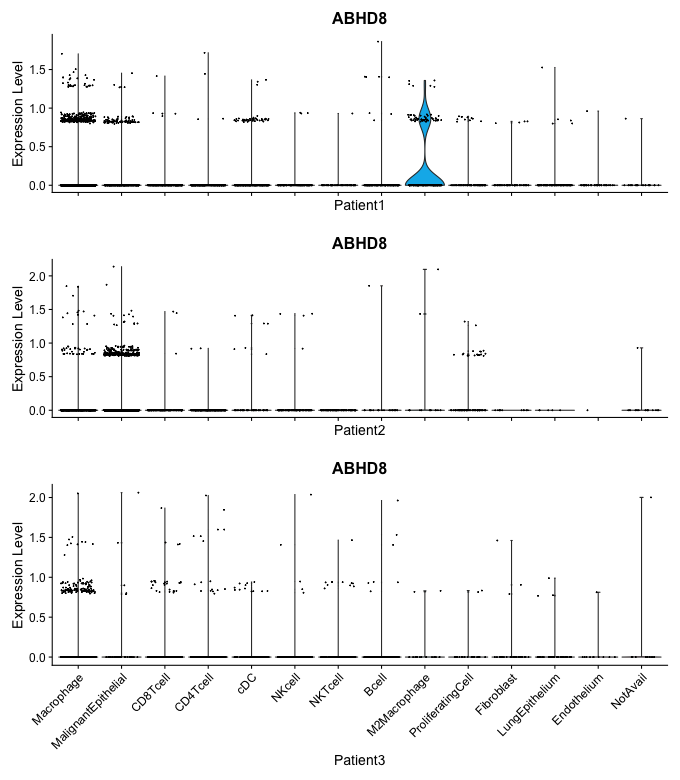 ABHD8
Expression Level
1.5
1.0
0.5
0.0
Patient1
ABHD8
Expression Level
2.0
1.5
1.0
0.5
0.0
Patient2
ABHD8
Expression Level
2.0
1.5
1.0
0.5
0.0
Macrophage
MalignantEpithelial
CD8Tcell
CD4Tcell
cDC
NKcell
NKTcell
Bcell
M2Macrophage
ProliferatingCell
Fibroblast
LungEpithelium
Endothelium
NotAvail
Patient3